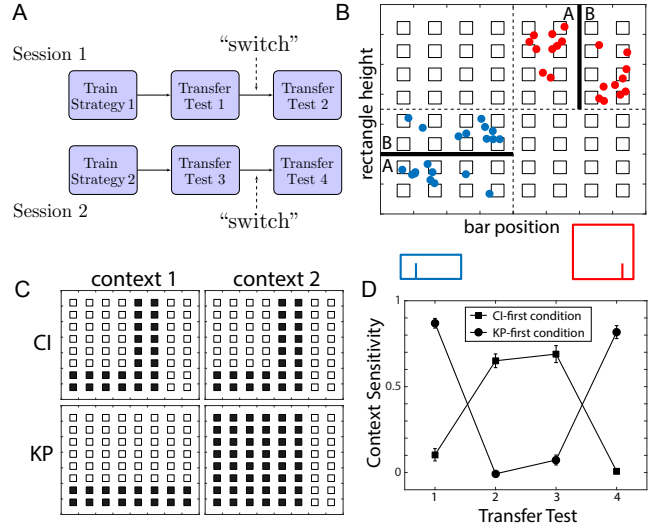 A
Session 1
"switch"
Train
Strategy 1
Transfer
Test 1
Transfer
Test 2
Train
Strategy 2
Transfer
Test 3
Transfer
Test 4
Session 2
"switch"
B
rectangle height
A B
B
A
bar position
C
context 1 context 2
CI
KP
D
Context Sensitivity
1
0.5
0
CI-first condition
KP-first condition
1 2 3 4
Transfer Test